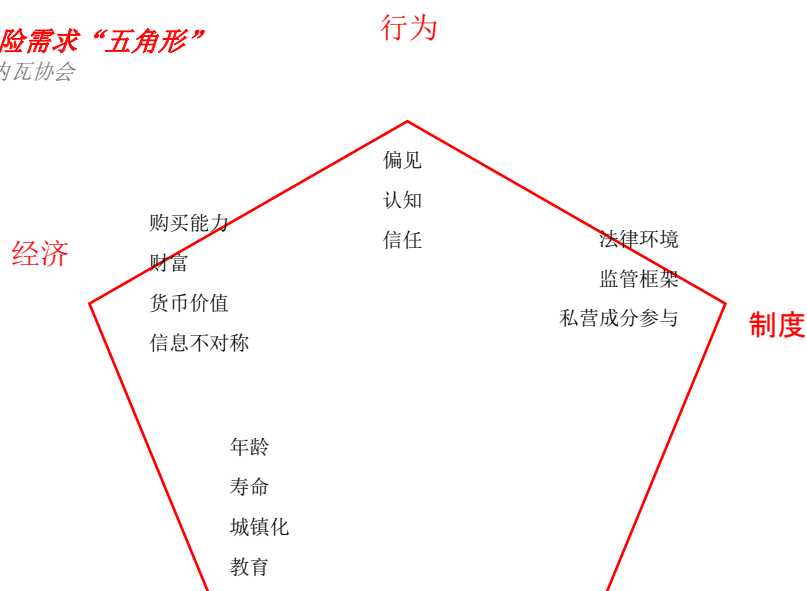 险需求“五角形”
内瓦协会
行为
偏见
认知
信任
经济
购买能力
财富
货币价值
信息不对称
法律环境
监管框架
私营成分参与
制度
年龄
寿命
城镇化
教育